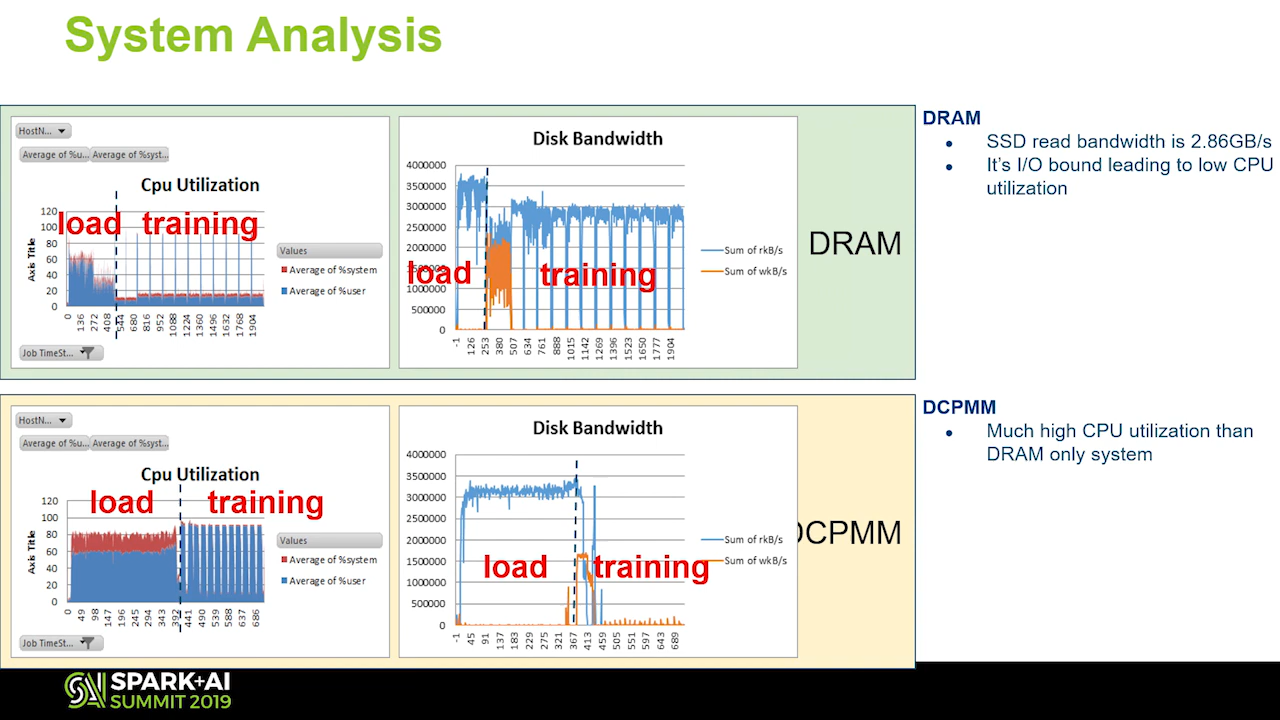 System Analysis
HostN...
Average of %u... Average of %syst...
Cpu Utilization
load training
Axis Title
120
100
80
60
40
20
0
0 136 272 408 544 680 816 952 1088 1224 1360 1496 1632 1768 1904
Values
Average of %system
Average of %user
Job TimeSt...
Disk Bandwidth
4000000
3500000
3000000
2500000
2000000
1500000
1000000
500000
0
load training
-1 126 253 380 507 634 761 888 1015 1142 1269 1396 1523 1650 1777 1904
Sum of rkB/s
Sum of wkB/s
DRAM
DRAM
• SSD read bandwidth is 2.86GB/s
• It’s I/O bound leading to low CPU
utilization
HostN...
Average of %u... Average of %syst...
Cpu Utilization
load training
Axis Title
120
100
80
60
40
20
0
0 49 98 147 196 245 294 343 392 441 490 539 588 637 686
Values
Average of %system
Average of %user
Job TimeSt...
Disk Bandwidth
4000000
3500000
3000000
2500000
2000000
1500000
1000000
500000
0
load training
-1 45 91 137 183 229 275 321 367 413 459 505 551 597 643 689
Sum of rkB/s
Sum of wkB/s
DCPMM
DCPMM
• Much high CPU utilization than
DRAM only system
SPARK+AI
SUMMIT 2019